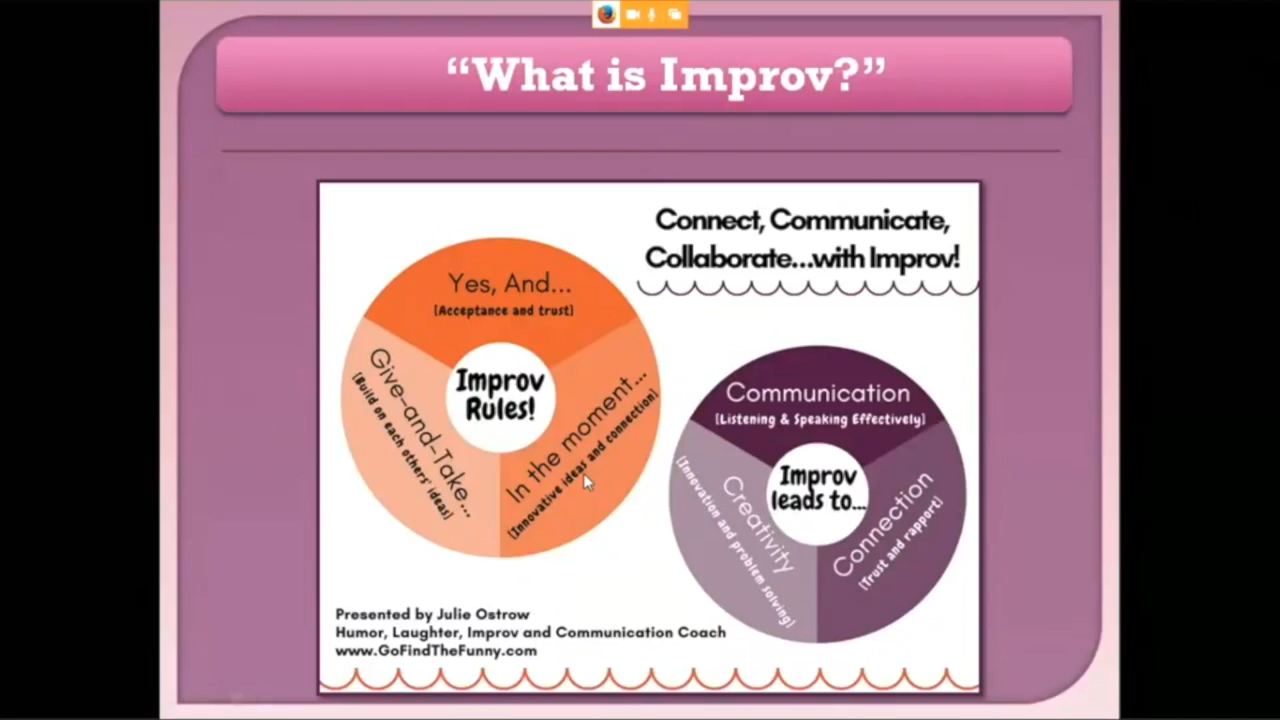 “What is Improv?”
Connect, Communicate,
Collaborate...with Improv!
Yes, And...
[Acceptance and trust]
Give-and-Take...
[Build on each others' ideas]
Improv
Rules!
In the moment...
[Innovative ideas and connection]
Communication
[Listening & Speaking Effectively]
Creativity
[Innovation and problem solving]
Improv
leads to...
Connection
[Trust and rapport]
Presented by Julie Ostrow
Humor, Laughter, Improv and Communication Coach
www.GoFindTheFunny.com